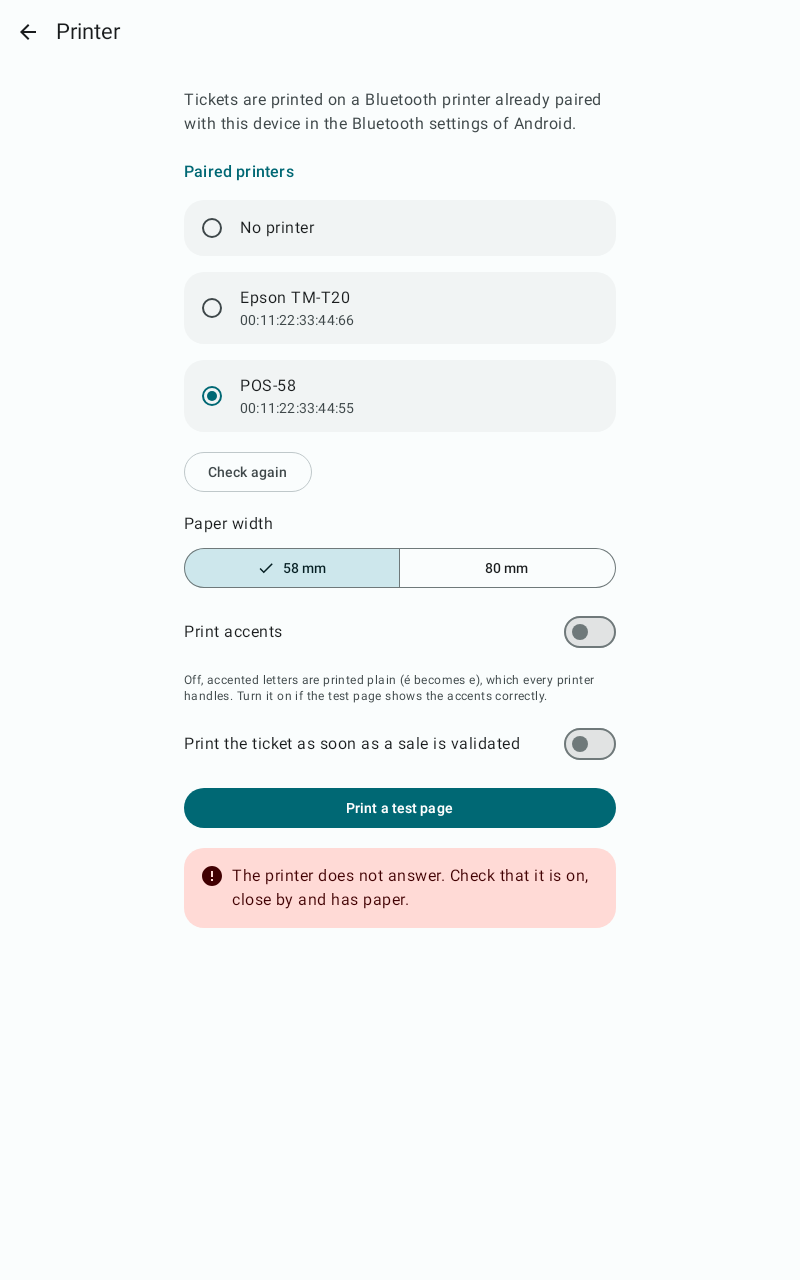 Printer
Tickets are printed on a Bluetooth printer already paired
with this device in the Bluetooth settings of Android.
Paired printers
No printer
Epson TM-T20
00:11:22:33:44:66
POS-58
00:11:22:33:44:55
Check again
Paper width
58 mm
80 mm
Print accents
Off, accented letters are printed plain (é becomes e), which every printer
handles. Turn it on if the test page shows the accents correctly.
Print the ticket as soon as a sale is validated
Print a test page
The printer does not answer. Check that it is on,
close by and has paper.